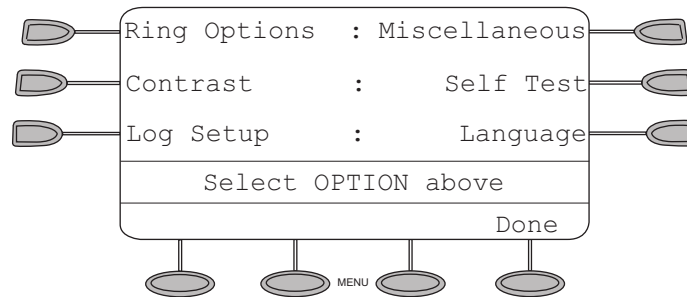 Ring Options : Miscellaneous
Contrast : Self Test
Log Setup : Language
Select OPTION above
Done
MENU